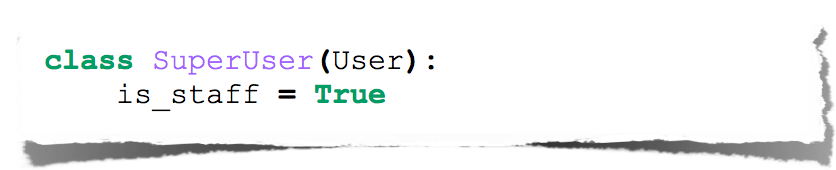 class SuperUser(User):
    is_staff = True